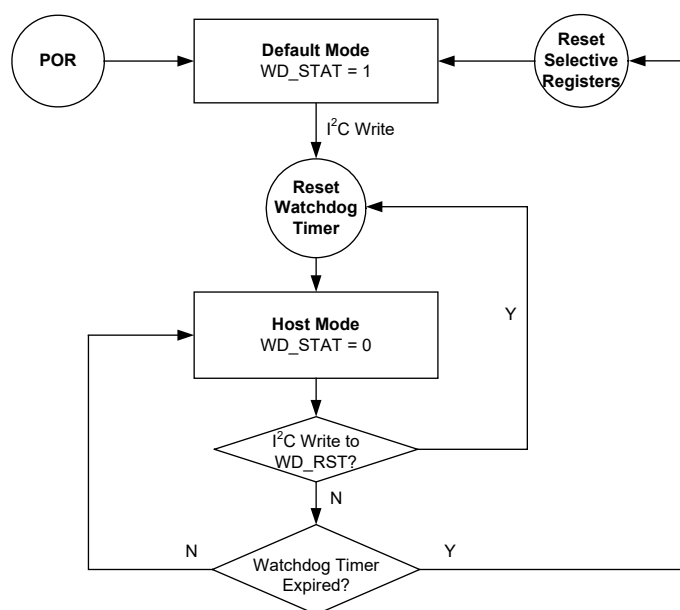 POR
Default Mode
WD_STAT = 1
Reset
Selective
Registers
I²C Write
Reset
Watchdog
Timer
Y
Host Mode
WD_STAT = 0
I²C Write to
WD_RST?
N
N
Watchdog Timer
Expired?
Y